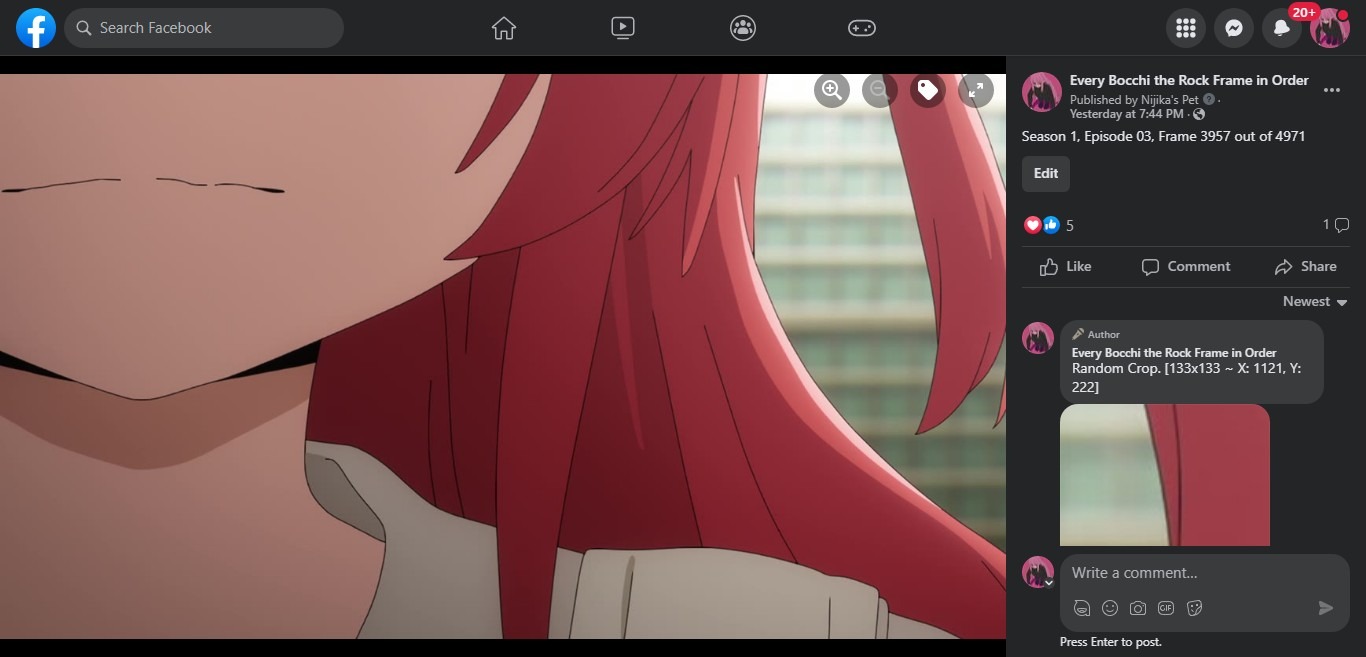 Search Facebook
20+
Every Bocchi the Rock Frame in Order
Published by Nijika's Pet ·
Yesterday at 7:44 PM ·
Season 1, Episode 03, Frame 3957 out of 4971
Edit
5
1
Like
Comment
Share
Newest
Author
Every Bocchi the Rock Frame in Order
Random Crop. [133x133 ~ X: 1121, Y:
222]
Write a comment...
GIF
Press Enter to post.